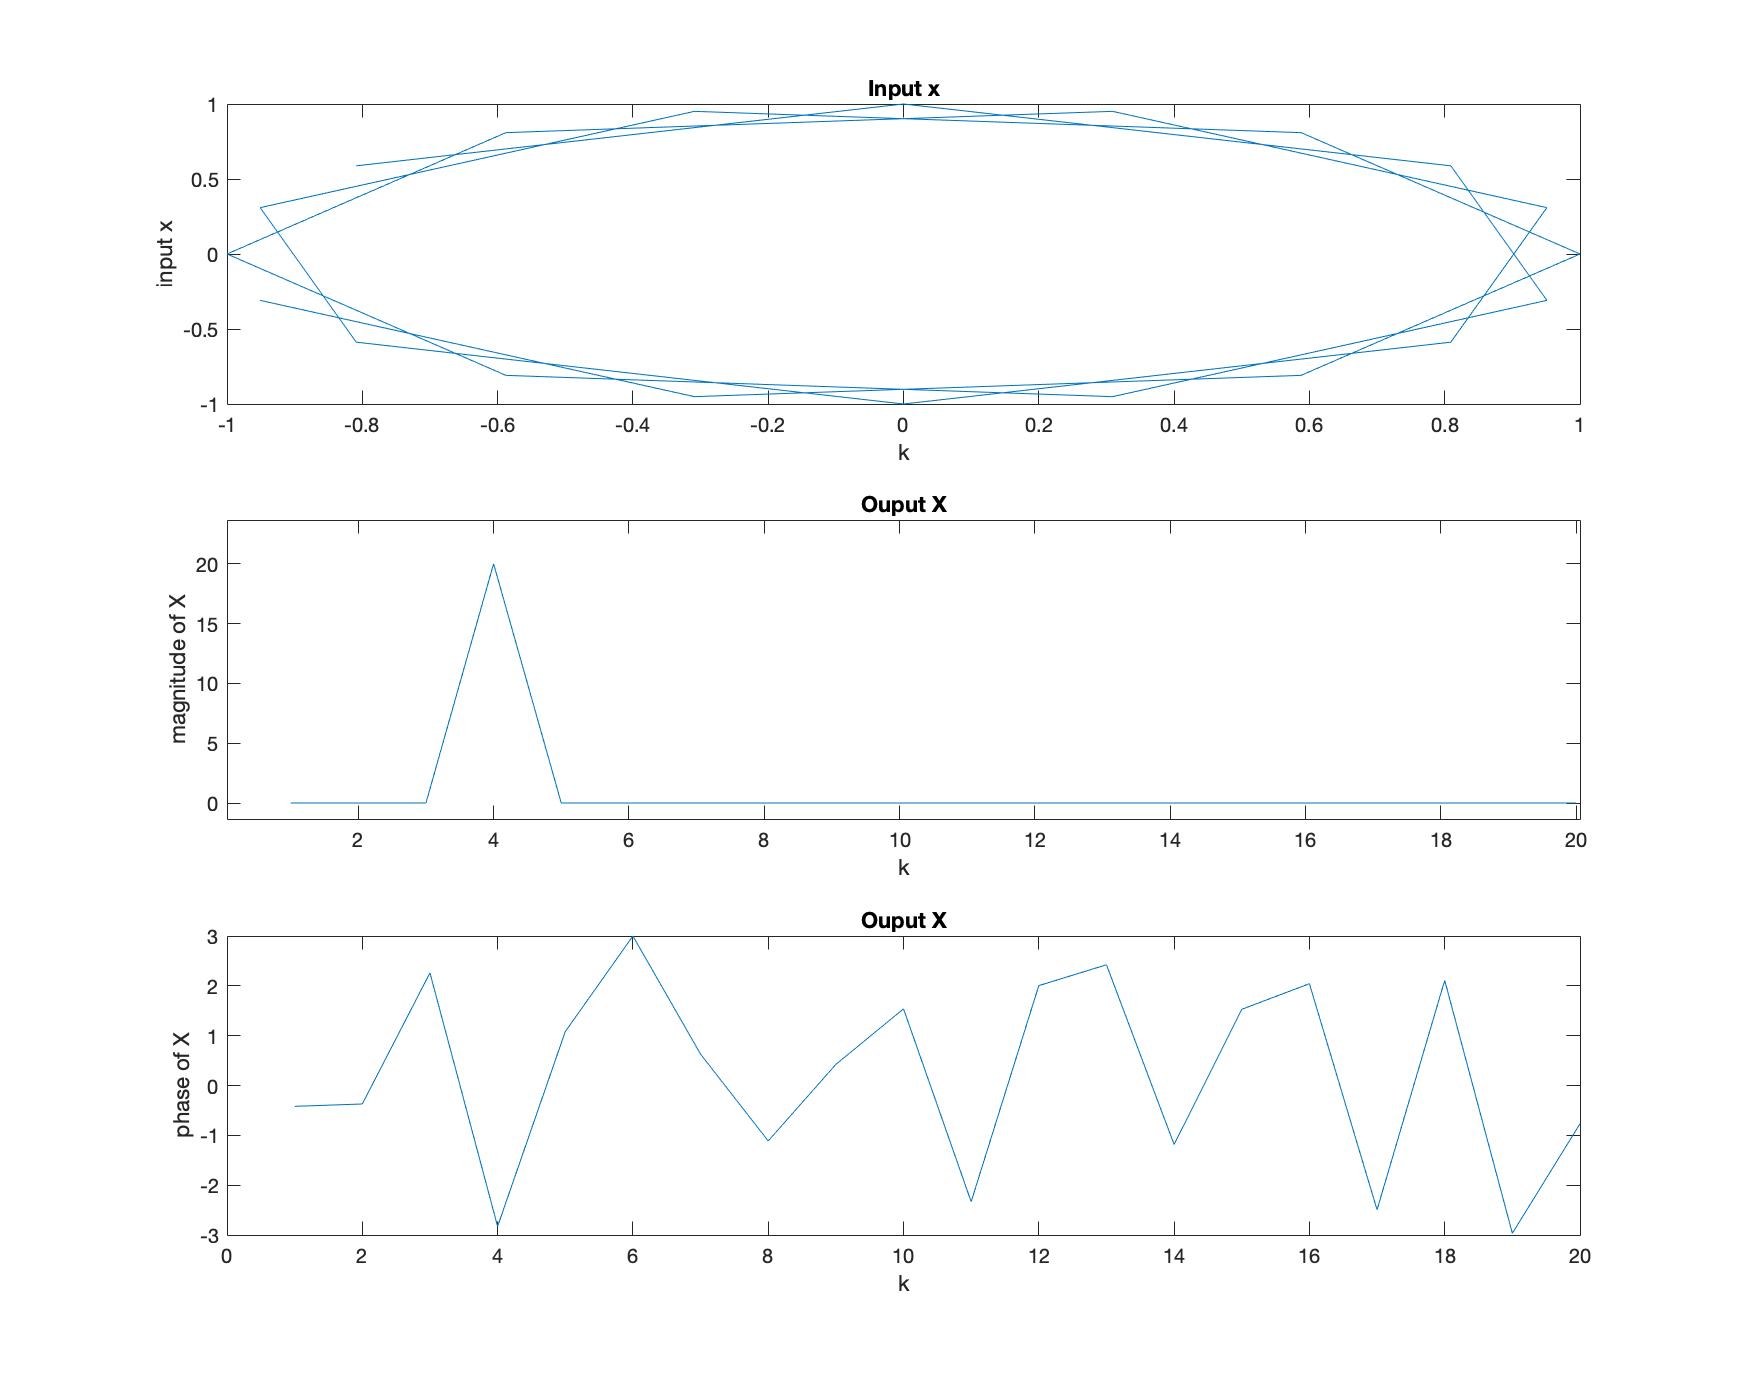 Input x
1
0.5
0
-0.5
-1
input x
-1 -0.8 -0.6 -0.4 -0.2 0 0.2 0.4 0.6 0.8 1
k
Ouput X
20
15
10
5
0
magnitude of X
2 4 6 8 10 12 14 16 18 20
k
Ouput X
3
2
1
0
-1
-2
-3
phase of X
0 2 4 6 8 10 12 14 16 18 20
k